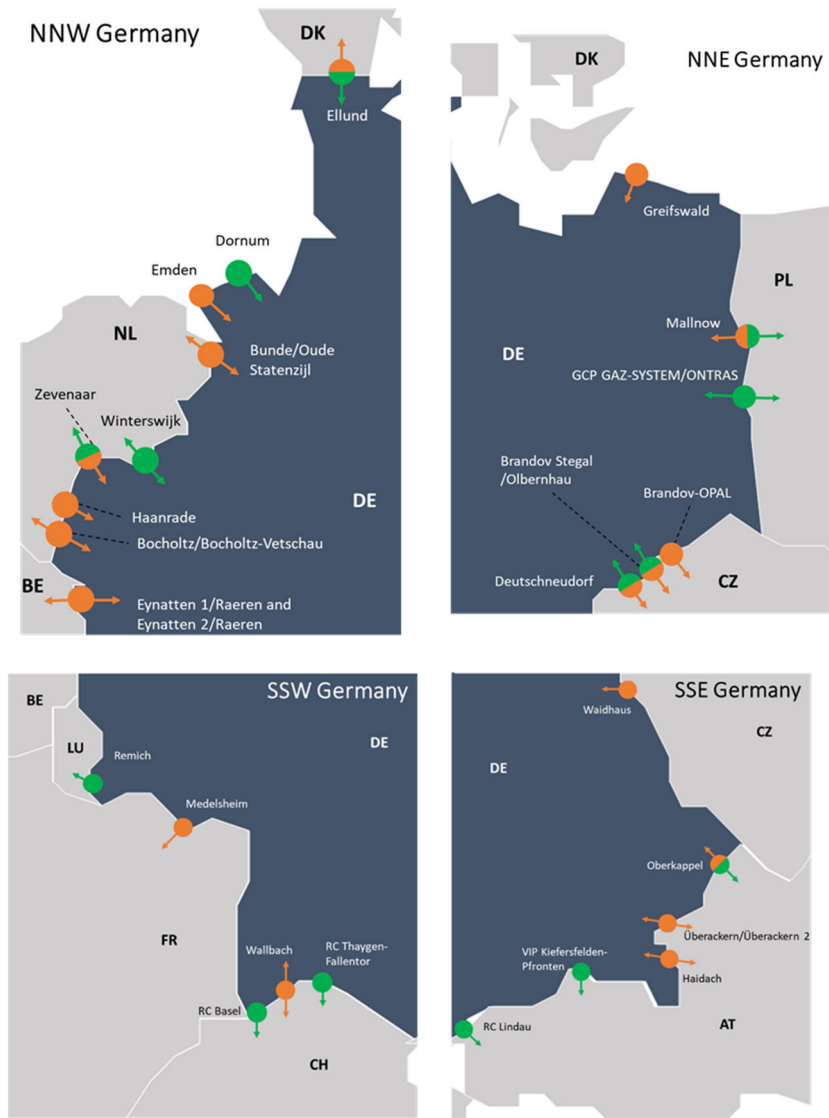 NNW Germany
DK
Ellund
Dornum
Emden
NL
Bunde/Oude
Statenzijl
Zevenaar
Winterswijk
DE
Haanrade
Bocholtz/Bocholtz-Vetschau
BE
Eynatten 1/Raeren and
Eynatten 2/Raeren
DK
NNE Germany
Greifswald
PL
Mallnow
DE
GCP GAZ-SYSTEM/ONTRAS
Brandov Stegal
/Olbernhau
Brandov-OPAL
Deutschneudorf
CZ
SSW Germany
BE
LU
Remich
DE
Medelsheim
FR
Wallbach
RC Thaygen-
Fallentor
RC Basel
CH
SSE Germany
Waidhaus
CZ
DE
Oberkappel
Überackern/Überackern 2
VIP Kiefersfelden-
Pfronten
Haidach
RC Lindau
AT